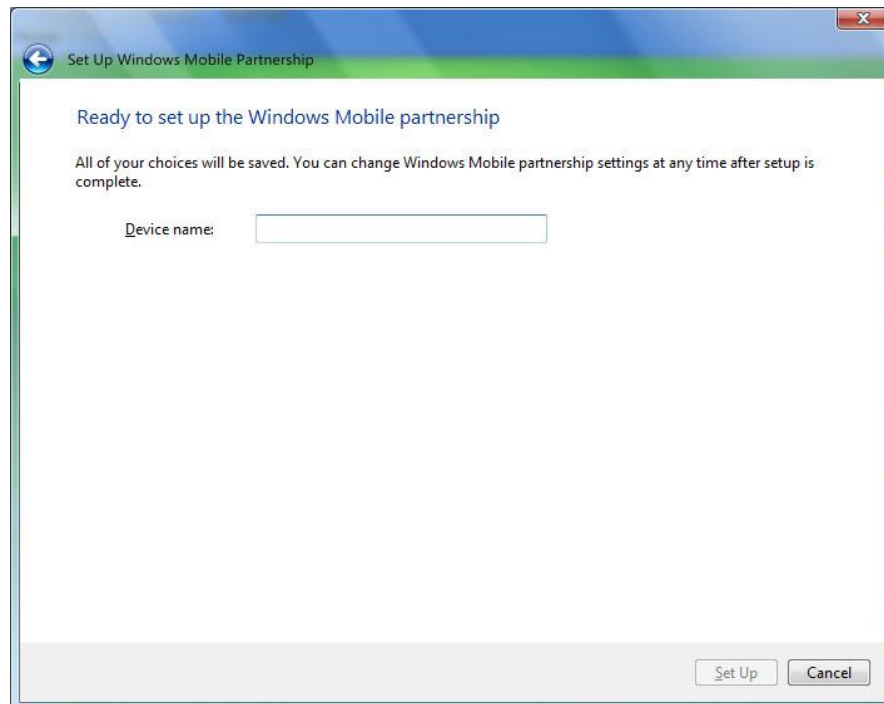 Set Up Windows Mobile Partnership
Ready to set up the Windows Mobile partnership
All of your choices will be saved. You can change Windows Mobile partnership settings at any time after setup is
complete.
Device name:
Set Up
Cancel